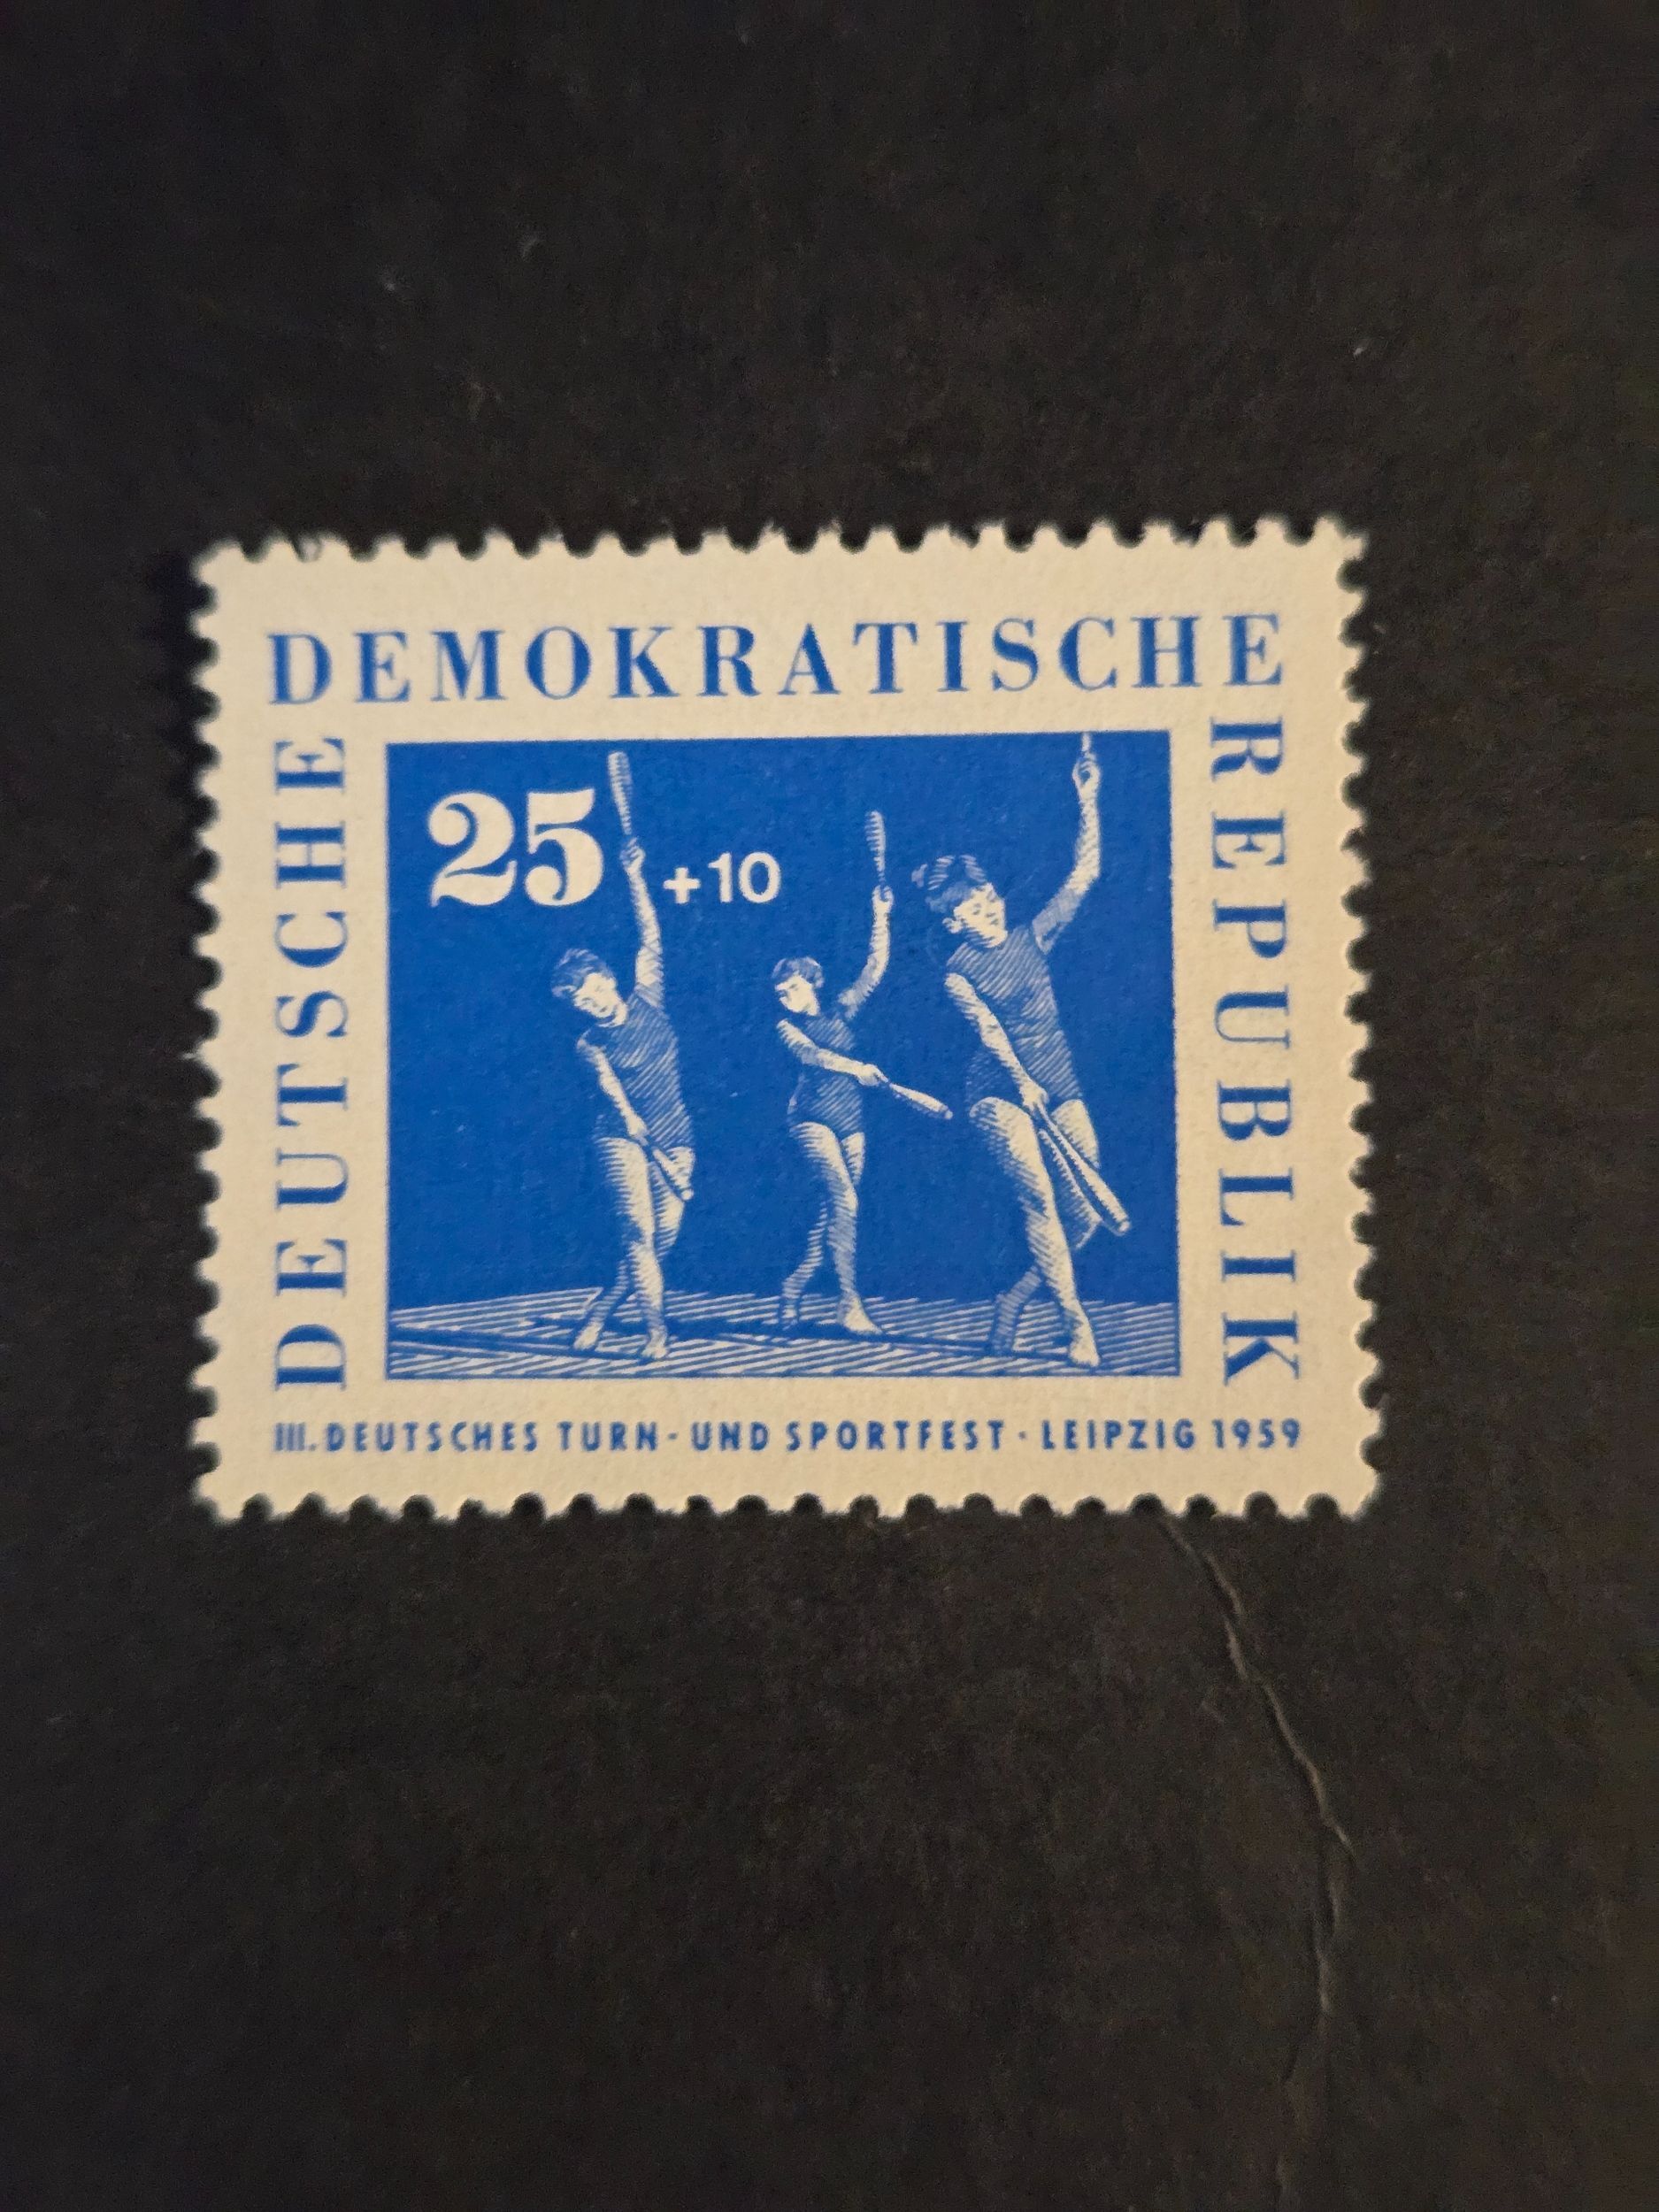 DEUTSCHE
DEMOKRATISCHE
REPUBLIK
25 +10
III. DEUTSCHES TURN- UND SPORTFEST · LEIPZIG 1959